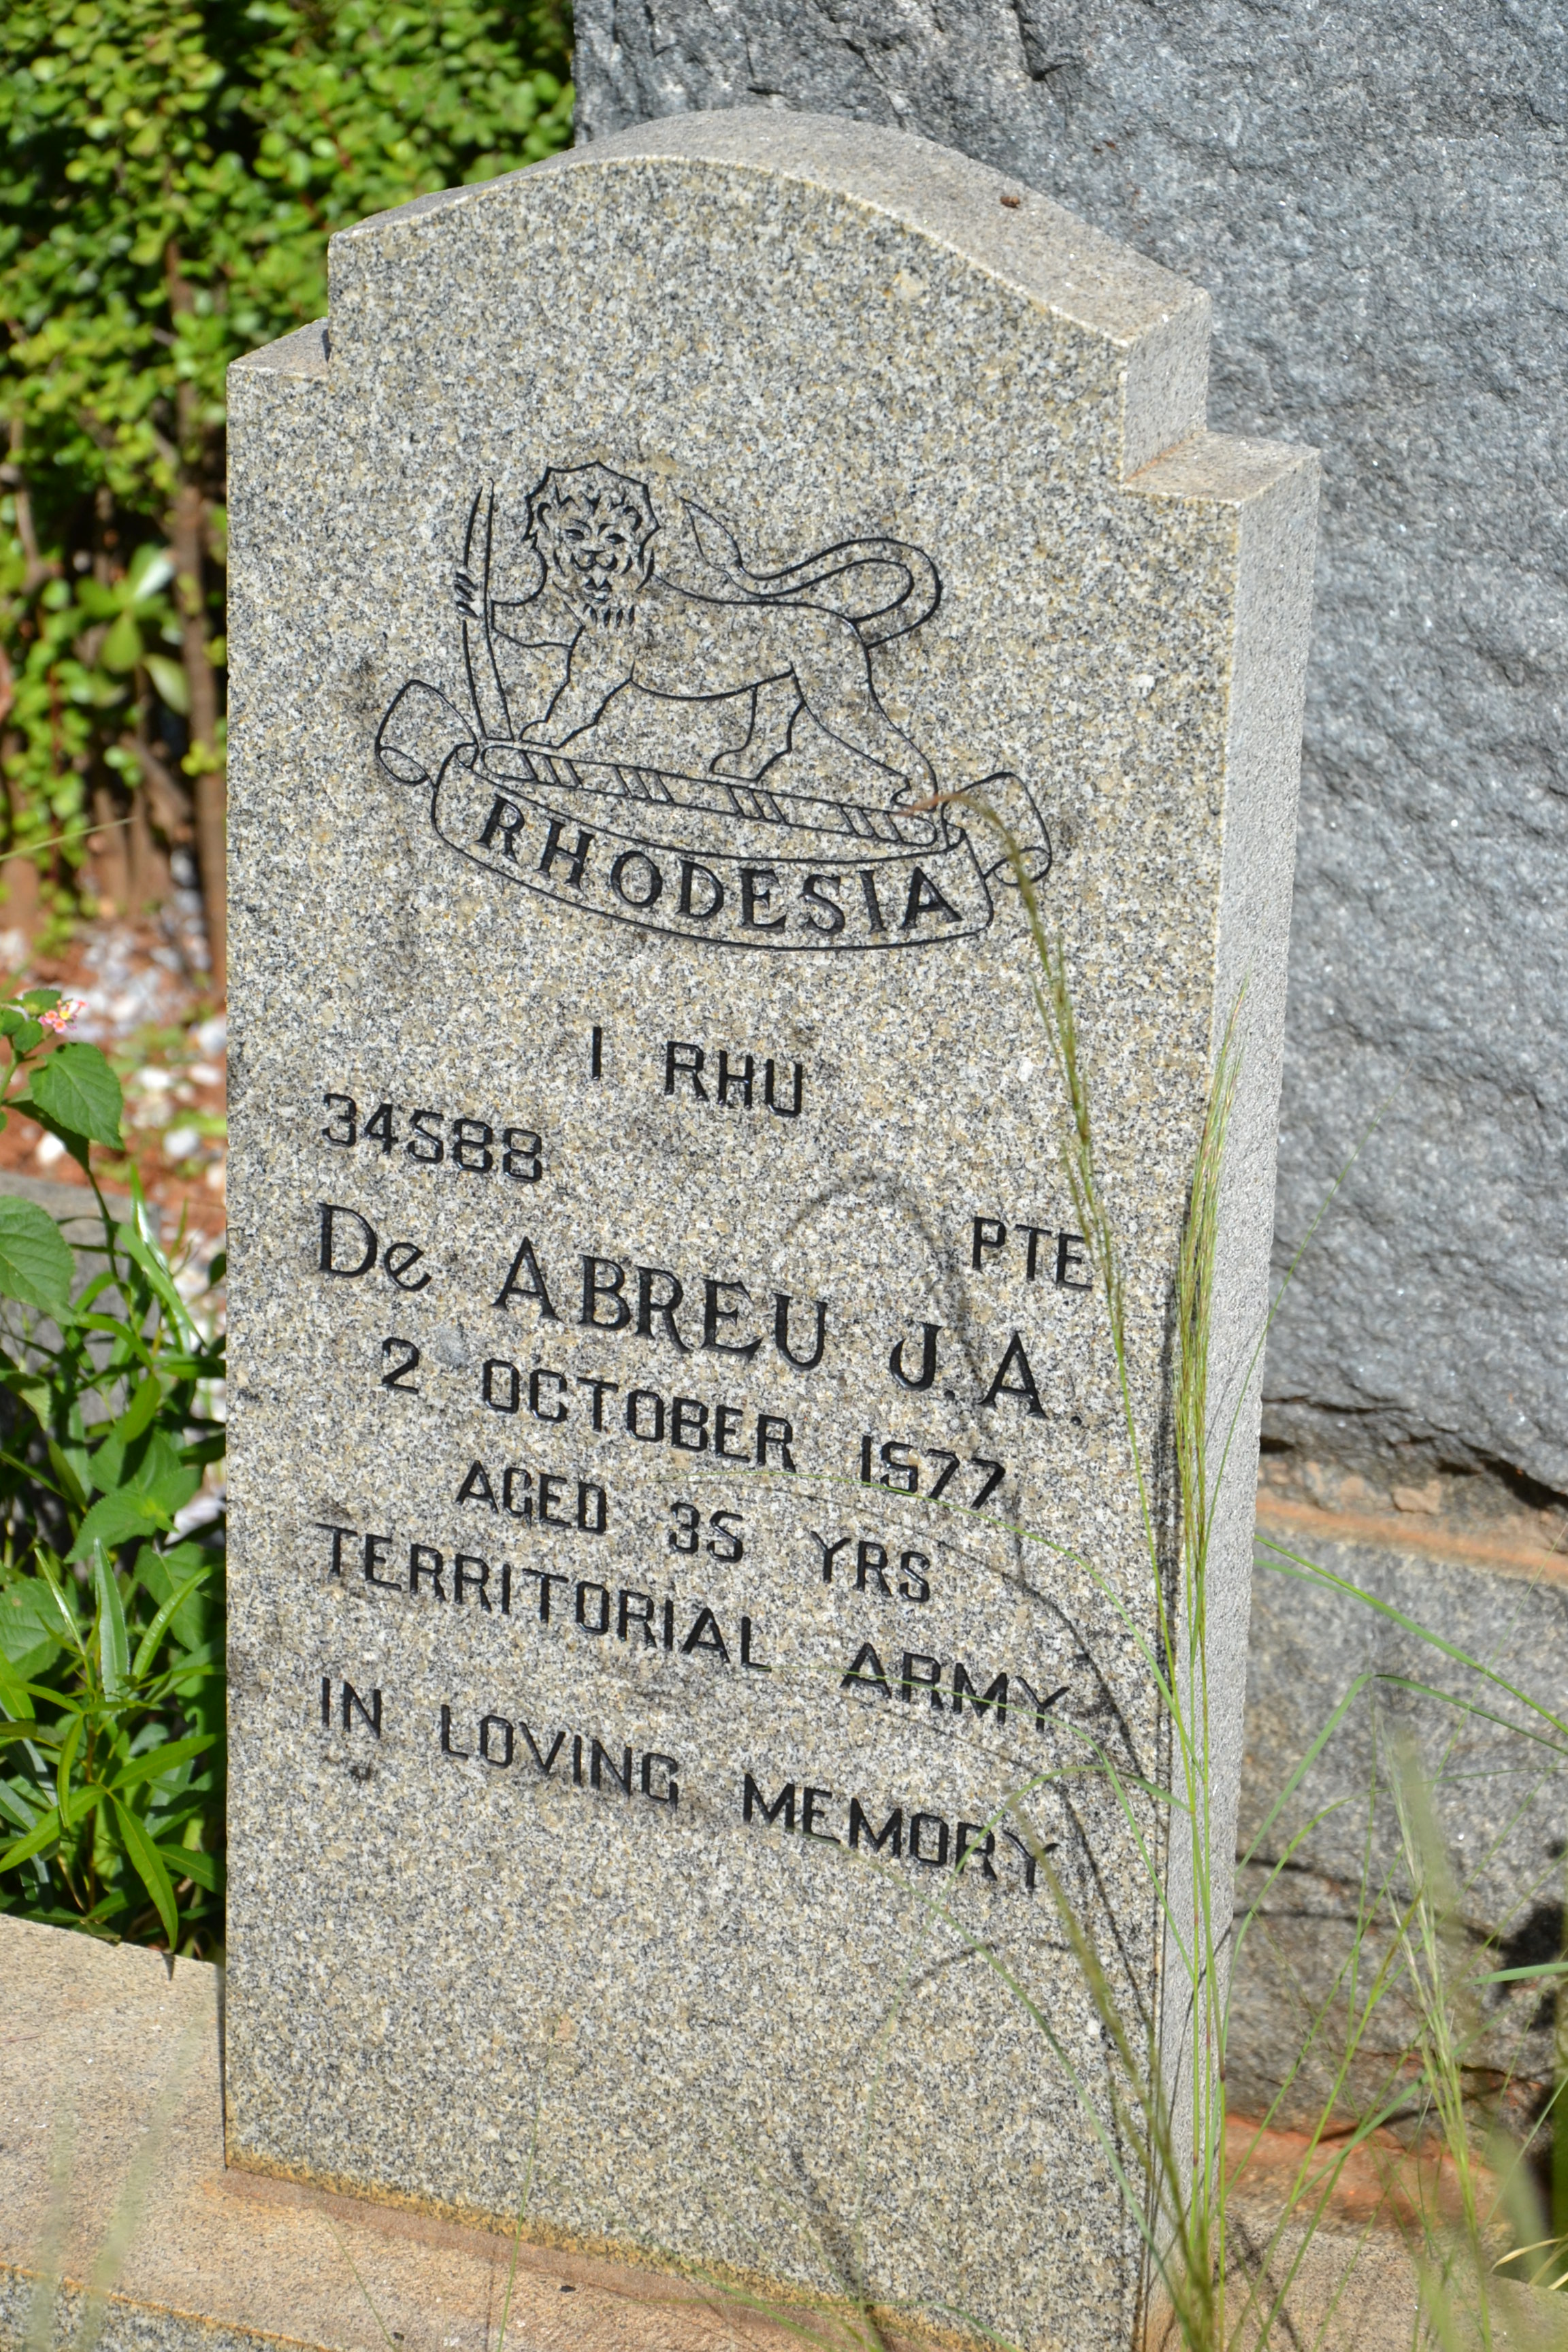 RHODESIA
1 RHU
34588
PTE
De ABREU J.A.
2 OCTOBER 1977
AGED 35 YRS
TERRITORIAL ARMY
IN LOVING MEMORY